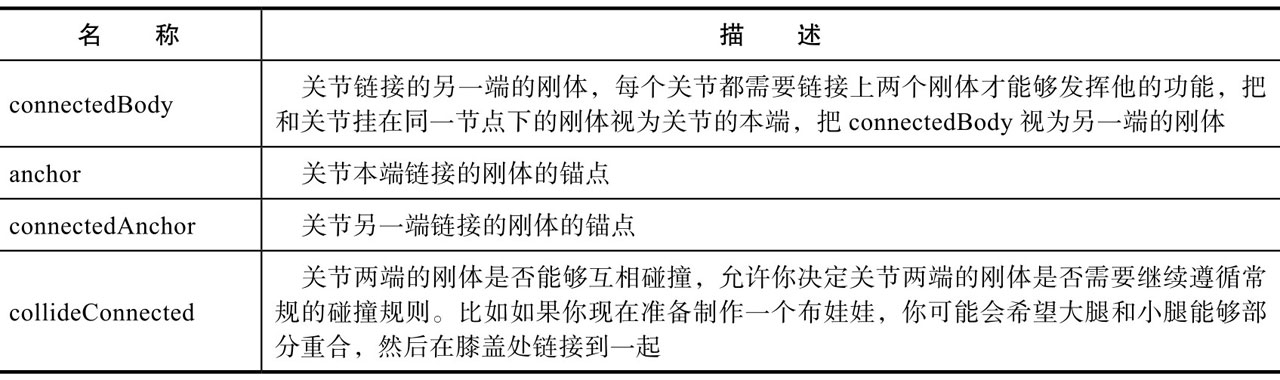 名 称 描 述
关节链接的另一端的刚体，每个关节都需要链接上两个刚体才能够发挥他的功能，把
connectedBody
和关节挂在同一节点下的刚体视为关节的本端，把 connectedBody 视为另一端的刚体
anchor 关节本端链接的刚体的锚点
connectedAnchor 关节另一端链接的刚体的锚点
关节两端的刚体是否能够互相碰撞，允许你决定关节两端的刚体是否需要继续遵循常
collideConnected 规的碰撞规则。比如如果你现在准备制作一个布娃娃，你可能会希望大腿和小腿能够部
分重合，然后在膝盖处链接到一起